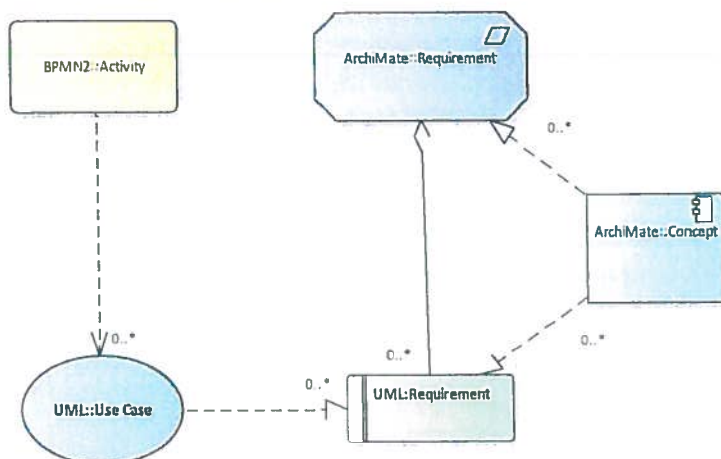 BPMN2::Activity
ArchiMate::Requirement
0..*
ArchiMate::Concept
0..*
0..*
0..*
0..*
UML::Requirement
UML::Use Case